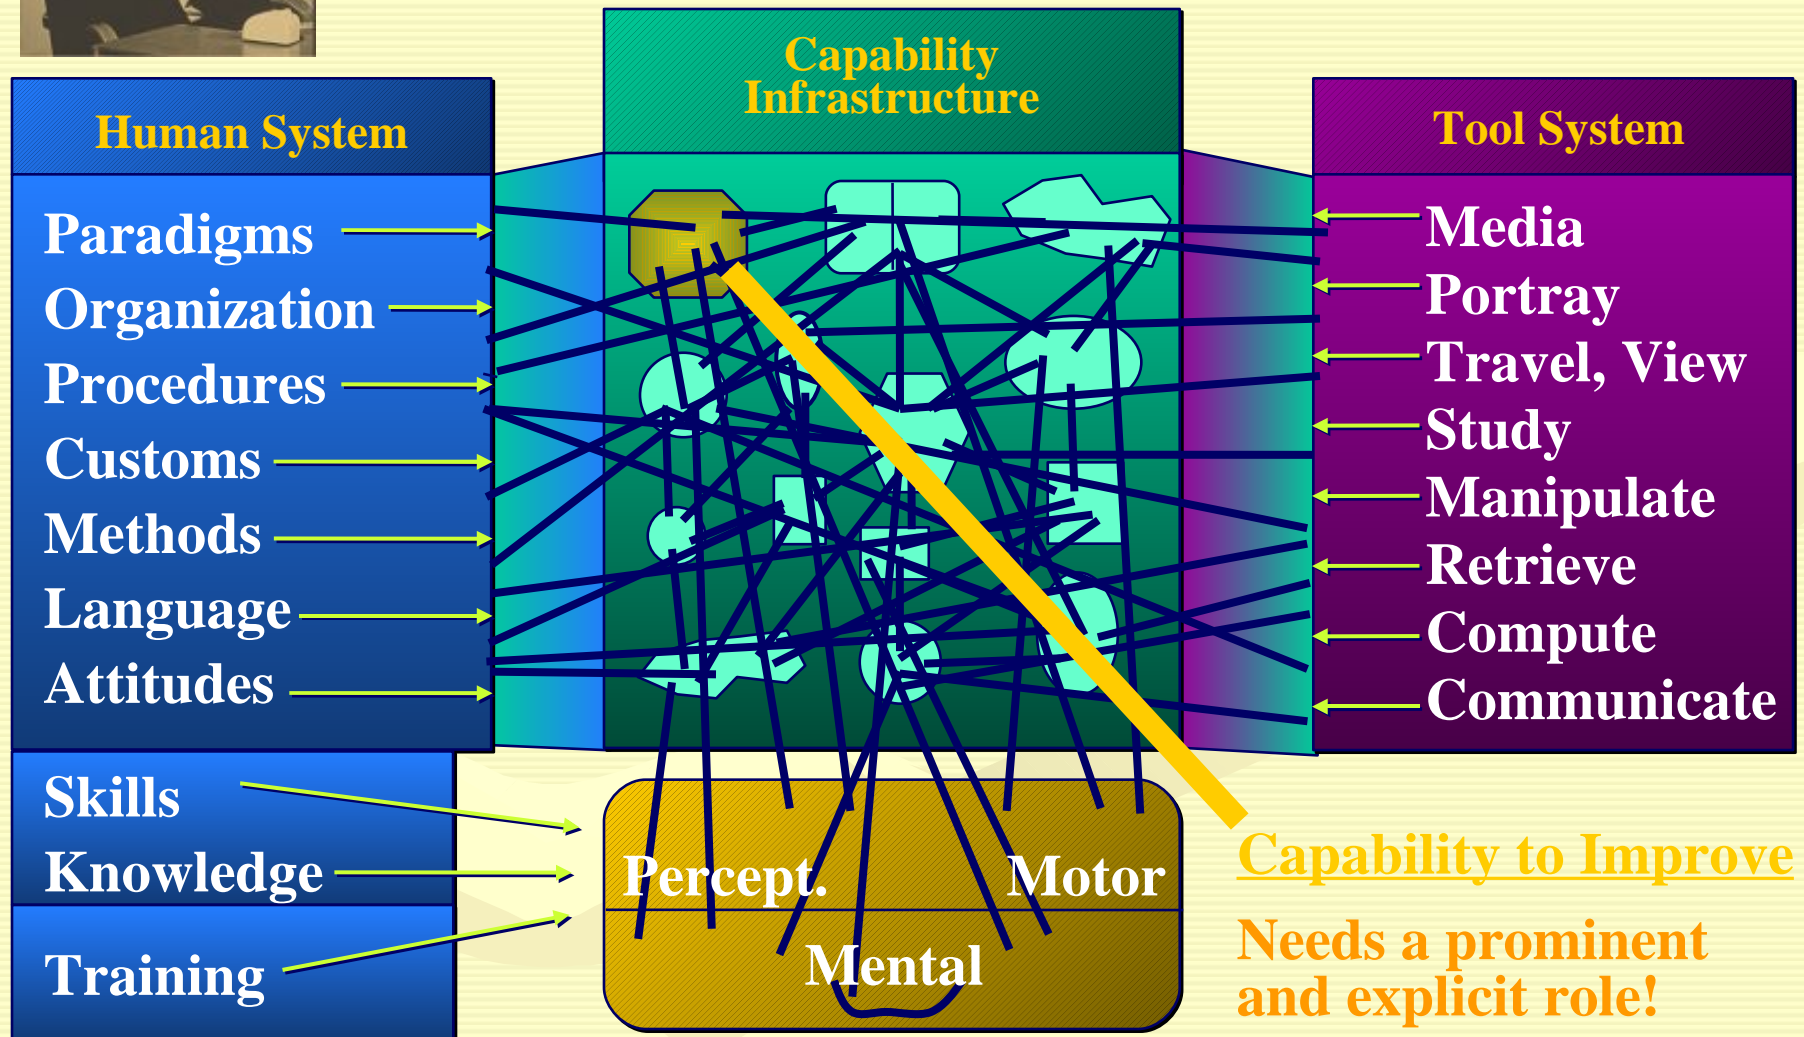 Capability
Infrastructure
Human System
Tool System
Paradigms
Organization
Procedures
Customs
Methods
Language
Attitudes
Media
Portray
Travel, View
Study
Manipulate
Retrieve
Compute
Communicate
Skills
Knowledge
Training
Percept.
Motor
Mental
Capability to Improve
Needs a prominent
and explicit role!